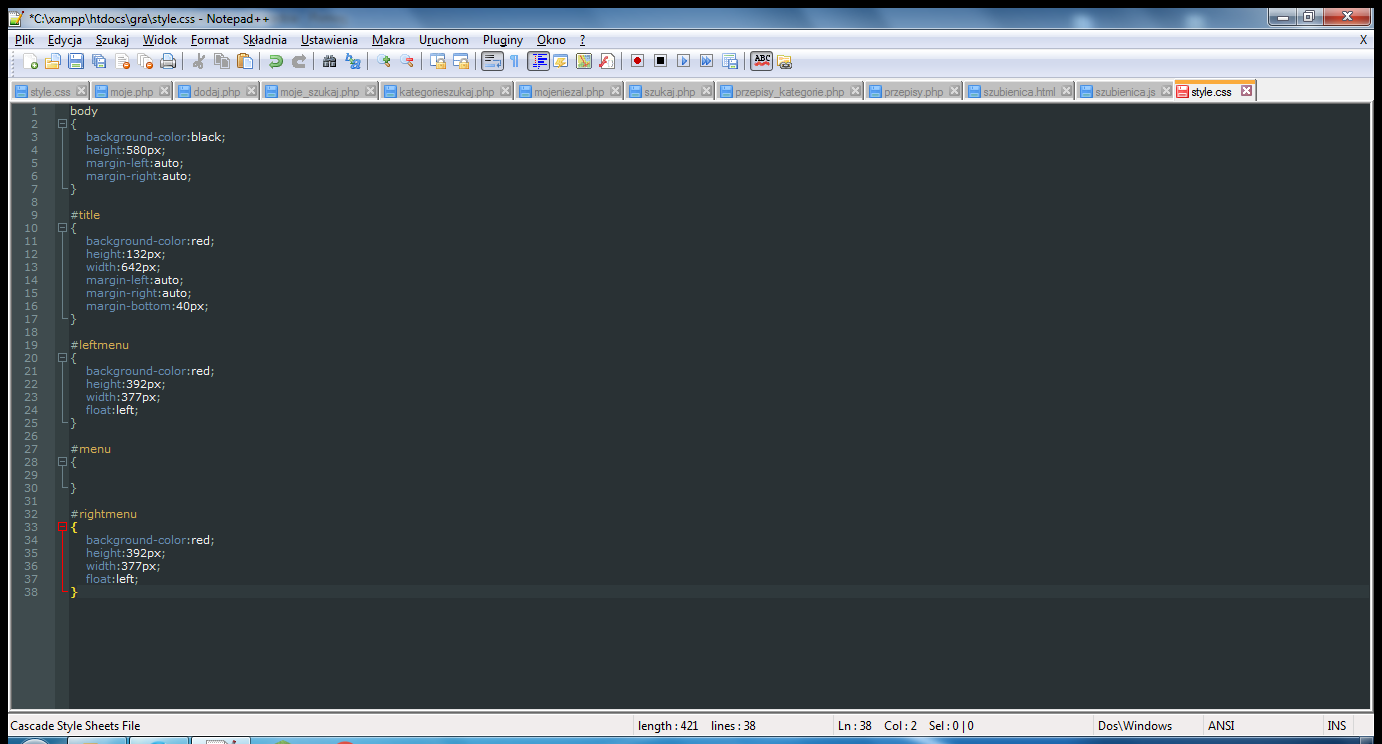 *C:\xampp\htdocs\gra\style.css - Notepad++
Plik Edycja Szukaj Widok Format Składnia Ustawienia Makra Uruchom Pluginy Okno ? X
ABC
style.css moje.php dodaj.php moje_szukaj.php kategorieszukaj.php mojeniezal.php szukaj.php przepisy_kategorie.php przepisy.php szubienica.html szubienica.js style.css
1 body
2 {
3 background-color:black;
4 height:580px;
5 margin-left:auto;
6 margin-right:auto;
7 }
8
9 #title
10 {
11 background-color:red;
12 height:132px;
13 width:642px;
14 margin-left:auto;
15 margin-right:auto;
16 margin-bottom:40px;
17 }
18
19 #leftmenu
20 {
21 background-color:red;
22 height:392px;
23 width:377px;
24 float:left;
25 }
26
27 #menu
28 {
29
30 }
31
32 #rightmenu
33 {
34 background-color:red;
35 height:392px;
36 width:377px;
37 float:left;
38 }
Cascade Style Sheets File length : 421 lines : 38 Ln : 38 Col : 2 Sel : 0 | 0 Dos\Windows ANSI INS